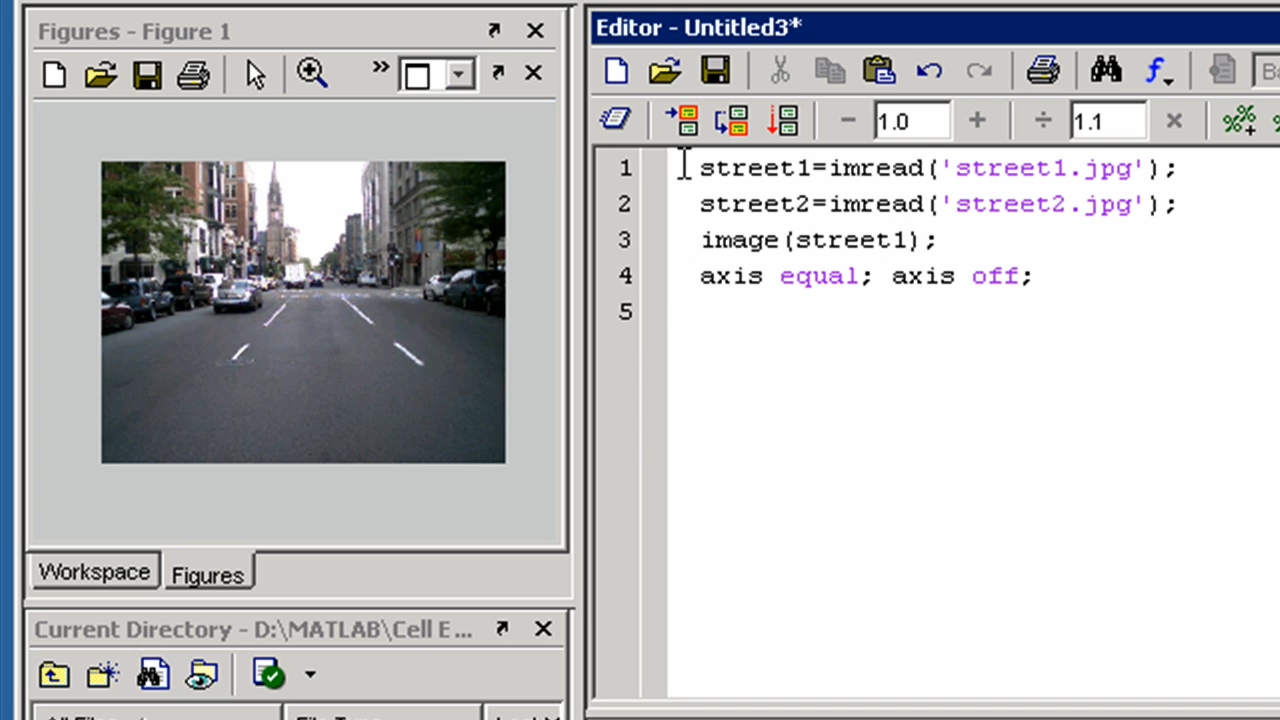 Figures - Figure 1
Editor - Untitled3*
1.0
1.1
1 street1=imread('street1.jpg');
2 street2=imread('street2.jpg');
3 image(street1);
4 axis equal; axis off;
5
Workspace
Figures
Current Directory - D:\MATLAB\Cell E...